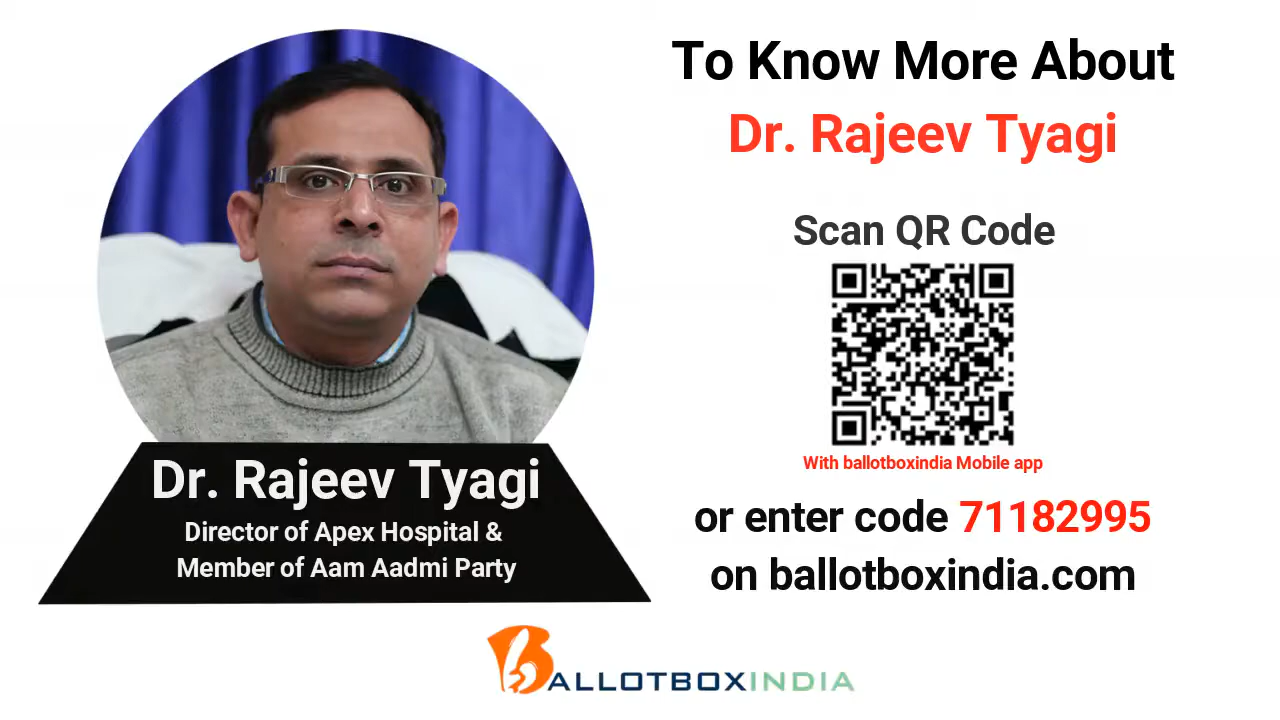 To Know More About
Dr. Rajeev Tyagi
Scan QR Code
With ballotboxindia Mobile app
or enter code 71182995
on ballotboxindia.com
Dr. Rajeev Tyagi
Director of Apex Hospital &
Member of Aam Aadmi Party
BALLOTBOXINDIA